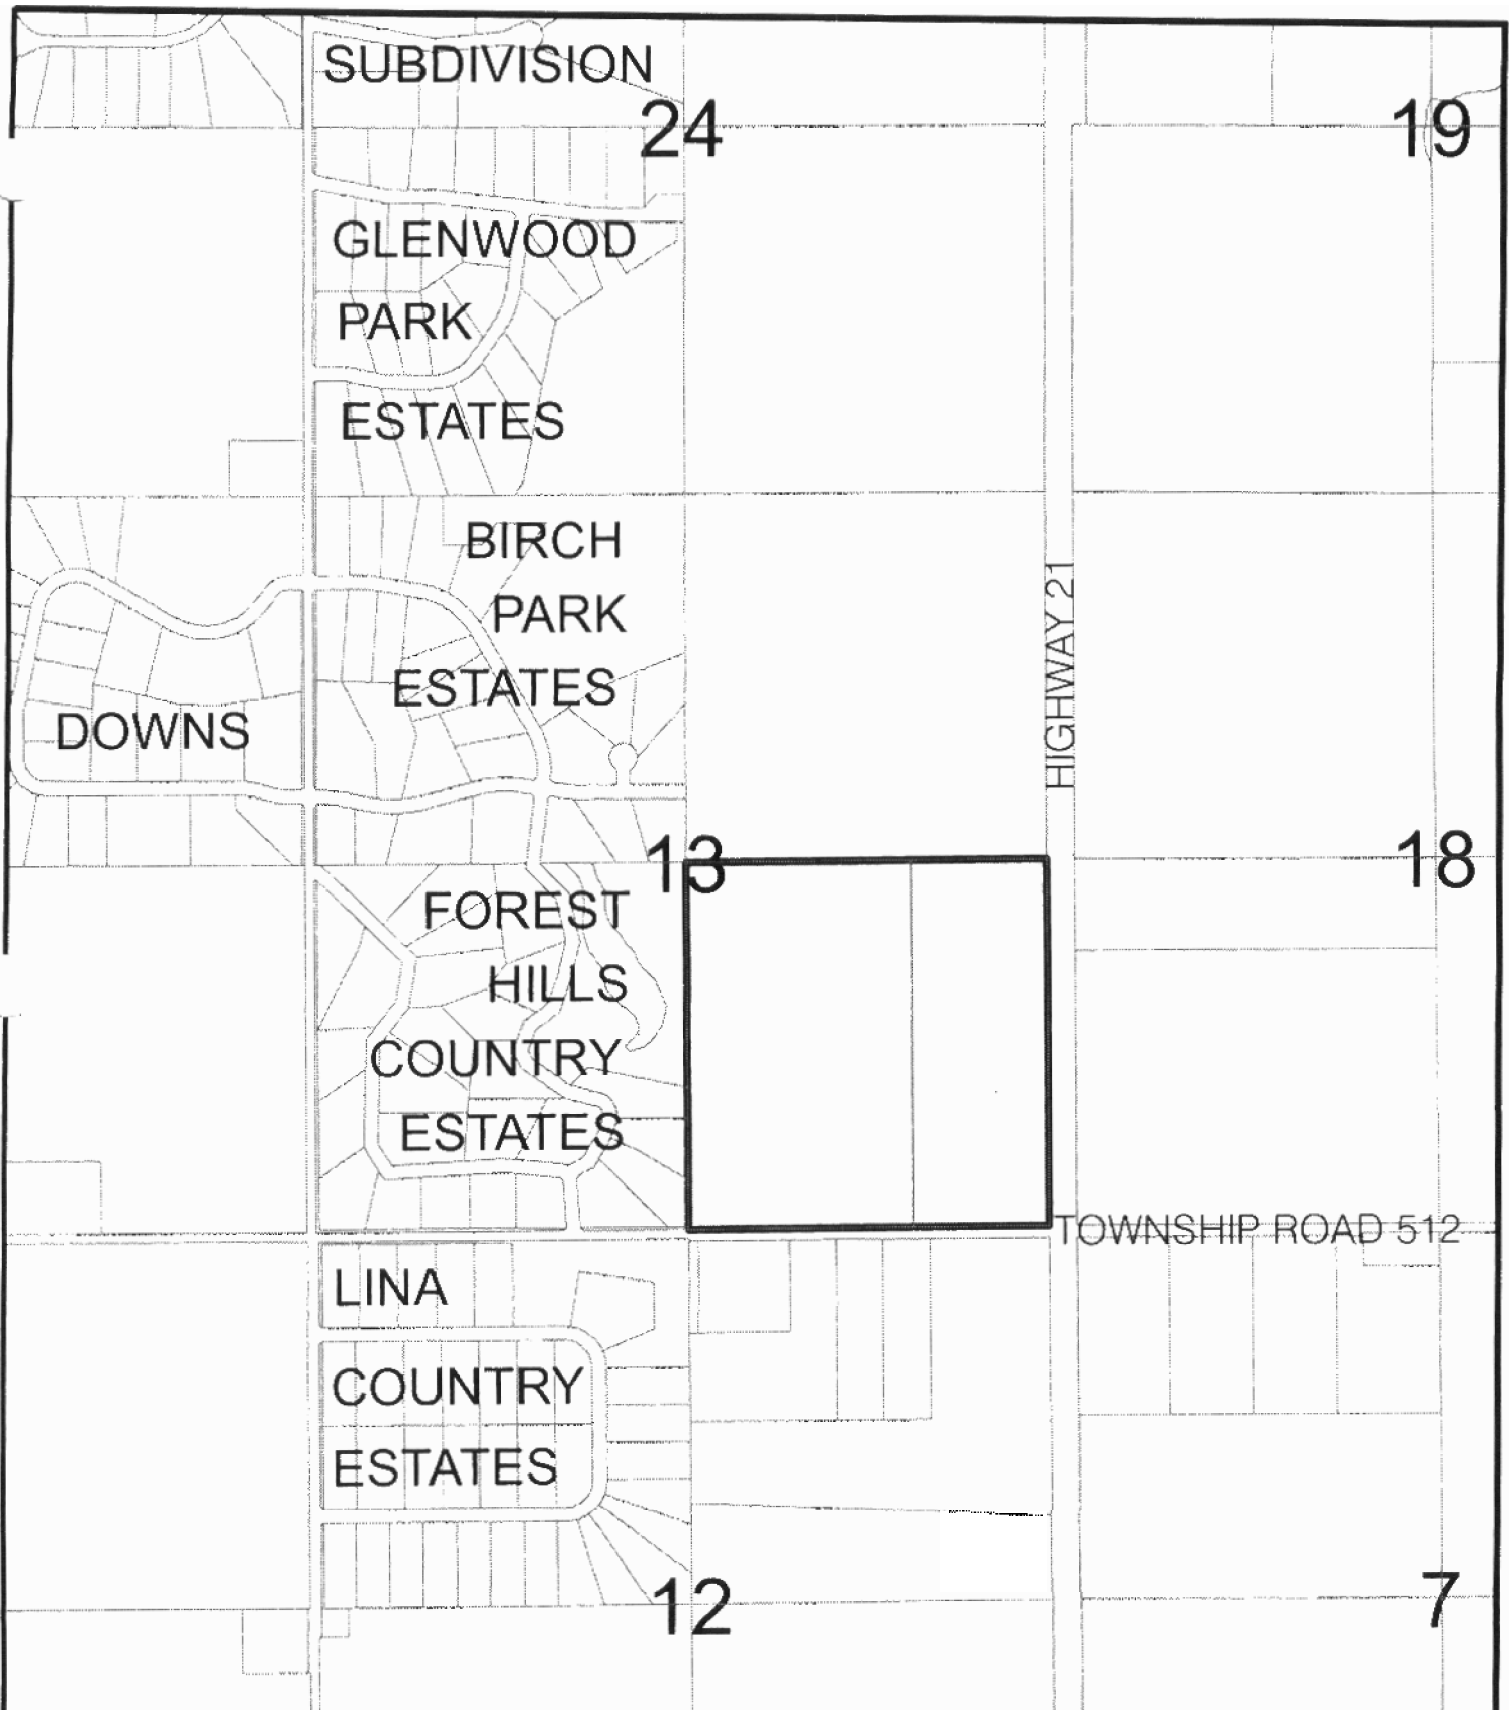 SUBDIVISION
24
19
GLENWOOD
PARK
ESTATES
BIRCH
PARK
ESTATES
DOWNS
HIGHWAY 21
13
18
FOREST
HILLS
COUNTRY
ESTATES
TOWNSHIP ROAD 512
LINA
COUNTRY
ESTATES
12
7